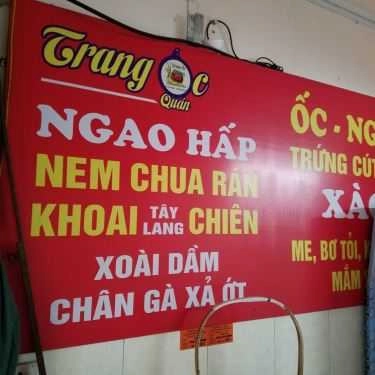 Trang Ốc
Quán
NGAO HẤP
NEM CHUA RÁN
KHOAI TÂY LANG CHIÊN
XOÀI DẦM
CHÂN GÀ XẢ ỚT
ỐC - NG
TRỨNG CÚT
XÀO
ME, BƠ TỎI,
MẮM